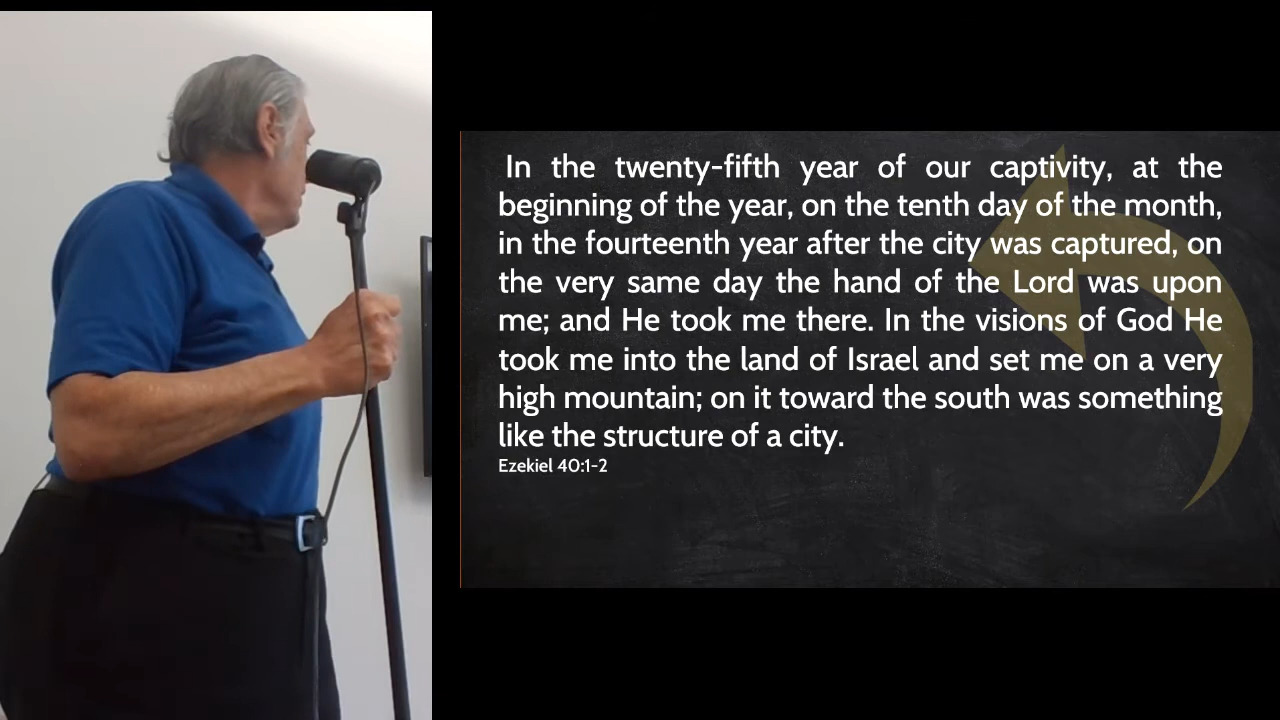 In the twenty-fifth year of our captivity, at the
beginning of the year, on the tenth day of the month,
in the fourteenth year after the city was captured, on
the very same day the hand of the Lord was upon
me; and He took me there. In the visions of God He
took me into the land of Israel and set me on a very
high mountain; on it toward the south was something
like the structure of a city.
Ezekiel 40:1-2